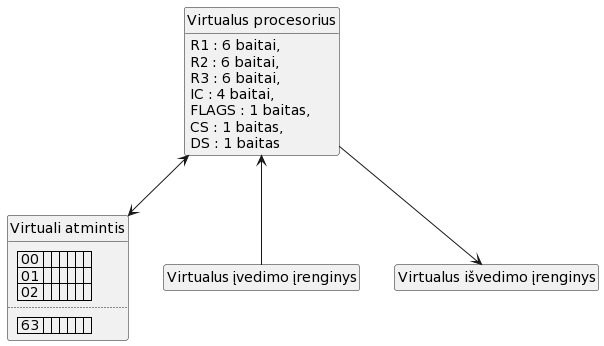 Virtualus procesorius
R1 : 6 baitai,
R2 : 6 baitai,
R3 : 6 baitai,
IC : 4 baitai,
FLAGS : 1 baitas,
CS : 1 baitas,
DS : 1 baitas
Virtuali atmintis
00
01
02
63
Virtualus įvedimo įrenginys
Virtualus išvedimo įrenginys